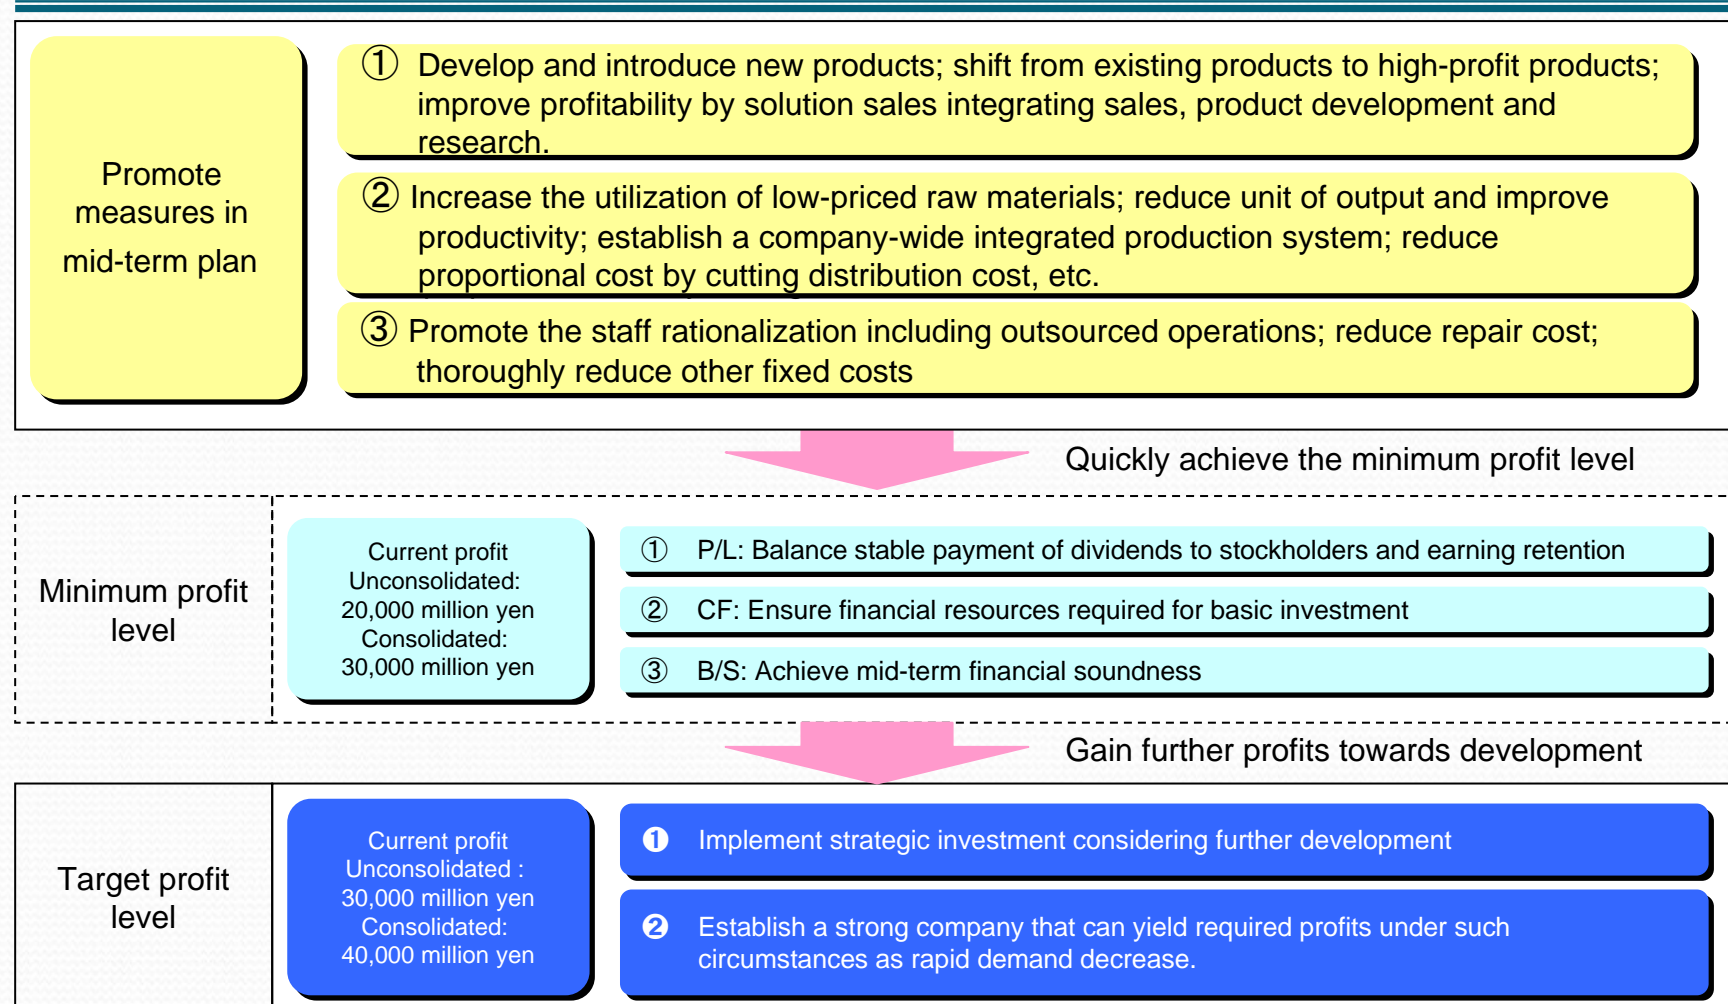 Promote
measures in
mid-term plan
① Develop and introduce new products; shift from existing products to high-profit products;
improve profitability by solution sales integrating sales, product development and
research.
② Increase the utilization of low-priced raw materials; reduce unit of output and improve
productivity; establish a company-wide integrated production system; reduce
proportional cost by cutting distribution cost, etc.
③ Promote the staff rationalization including outsourced operations; reduce repair cost;
thoroughly reduce other fixed costs
Quickly achieve the minimum profit level
Minimum profit
level
Current profit
Unconsolidated:
20,000 million yen
Consolidated:
30,000 million yen
① P/L: Balance stable payment of dividends to stockholders and earning retention
② CF: Ensure financial resources required for basic investment
③ B/S: Achieve mid-term financial soundness
Gain further profits towards development
Target profit
level
Current profit
Unconsolidated :
30,000 million yen
Consolidated:
40,000 million yen
❶ Implement strategic investment considering further development
❷ Establish a strong company that can yield required profits under such
circumstances as rapid demand decrease.